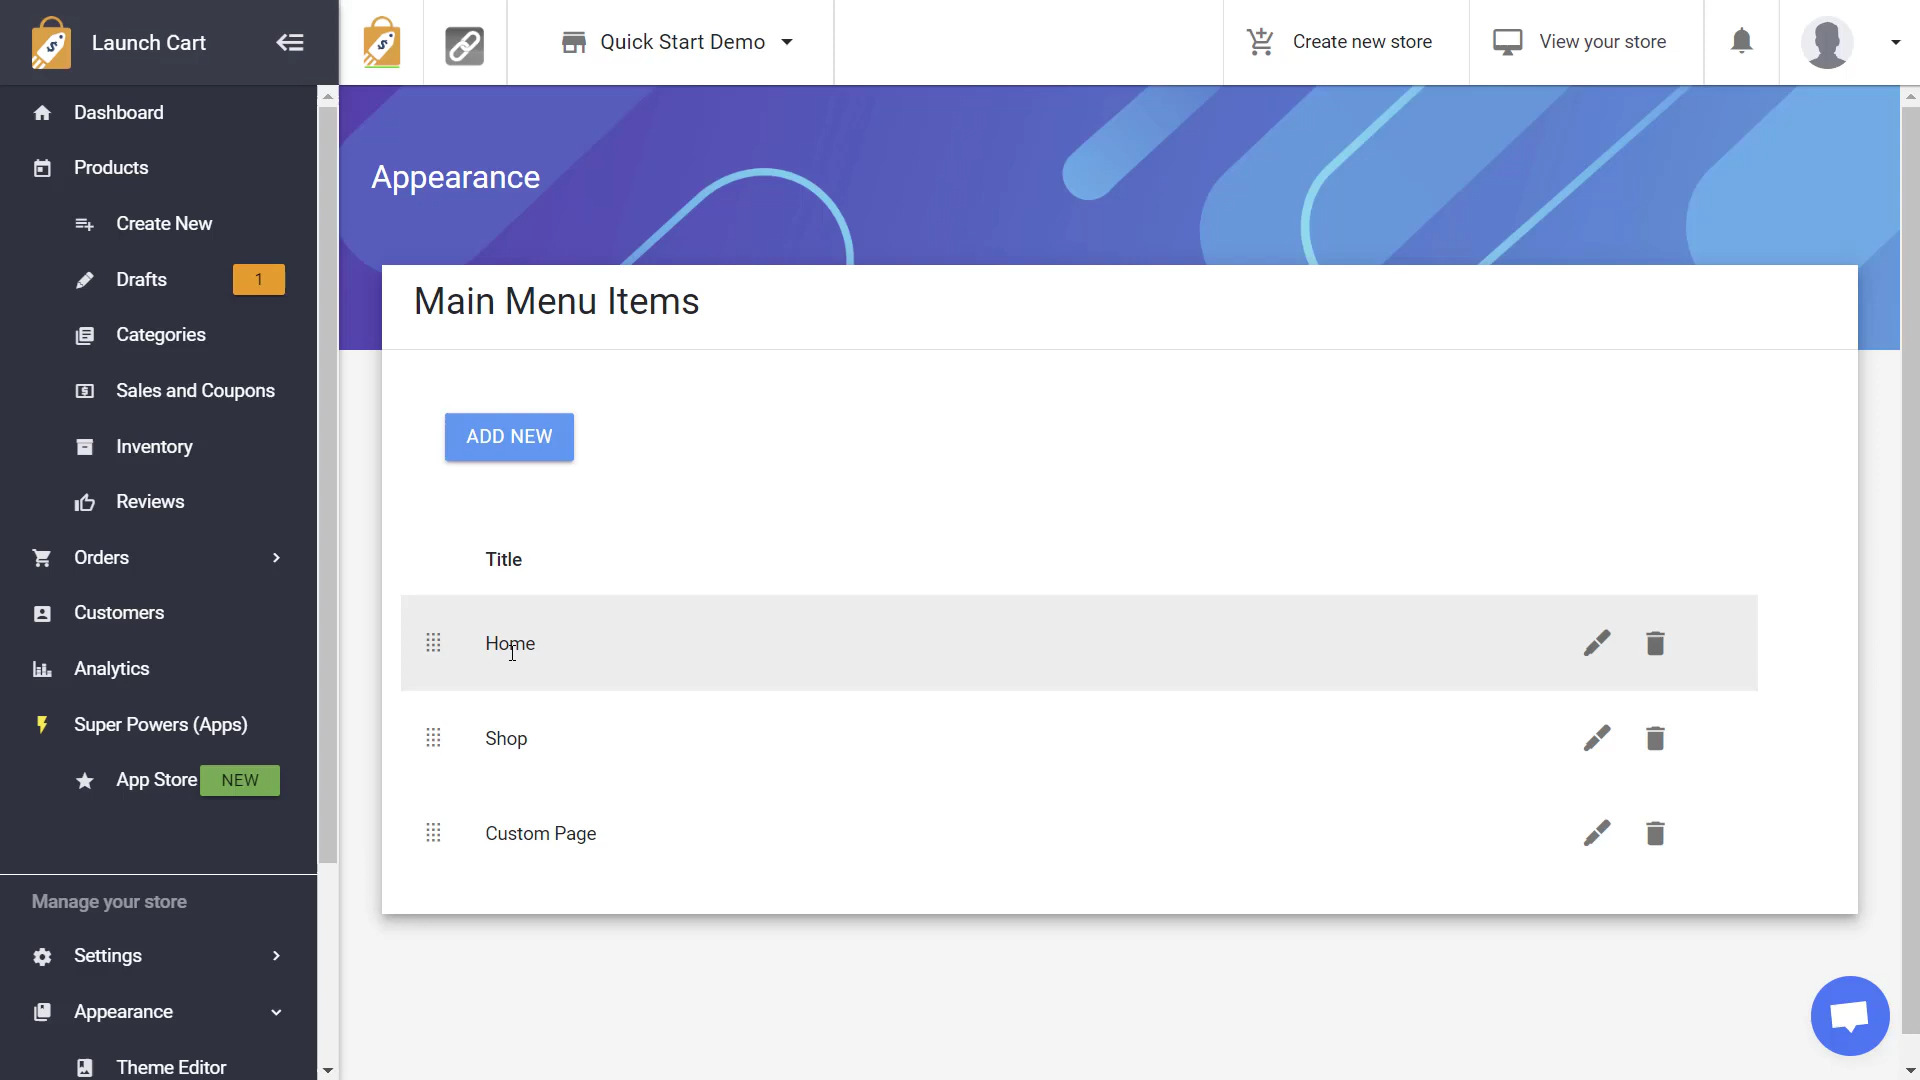 Launch Cart
Quick Start Demo
Create new store
View your store
Dashboard
Products
Create New
Drafts 1
Categories
Sales and Coupons
Inventory
Reviews
Orders
Customers
Analytics
Super Powers (Apps)
App Store NEW
Manage your store
Settings
Appearance
Theme Editor
Appearance
Main Menu Items
ADD NEW
Title
Home
Shop
Custom Page